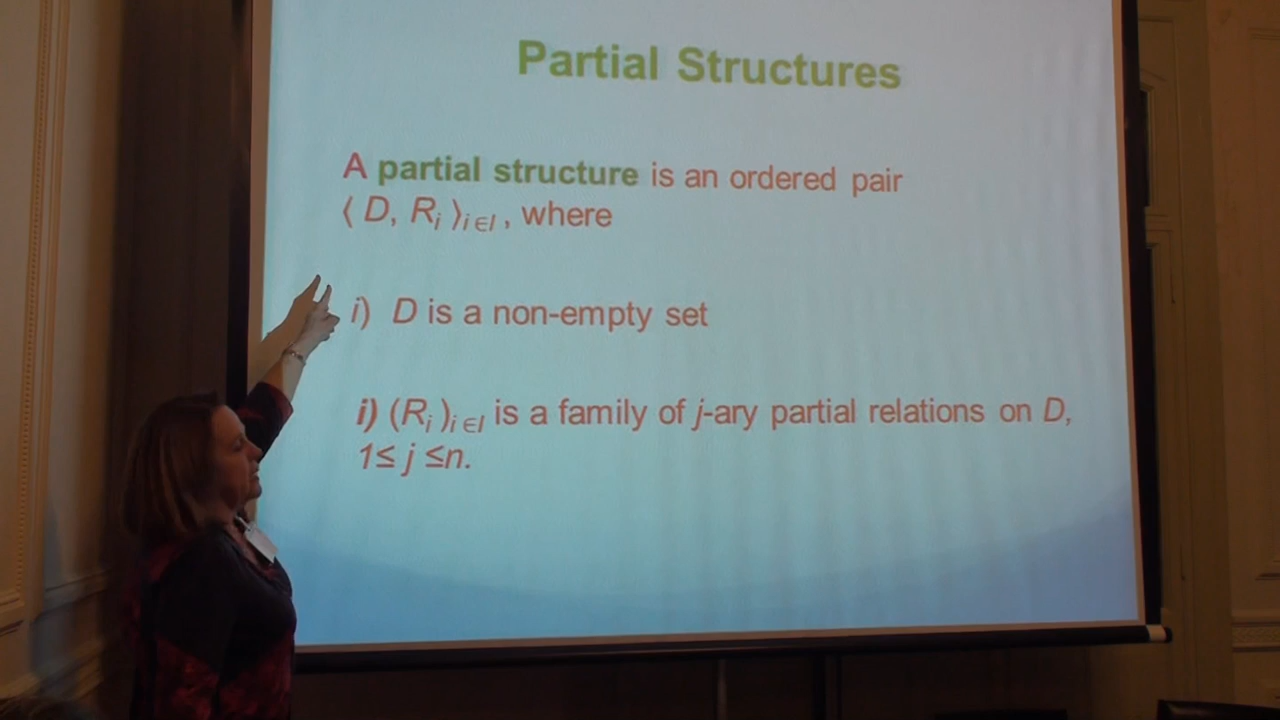 Partial Structures
A partial structure is an ordered pair
⟨ D, Rᵢ ⟩ᵢ∈I , where
i) D is a non-empty set
i) (Rᵢ )ᵢ∈I is a family of j-ary partial relations on D,
1≤ j ≤n.